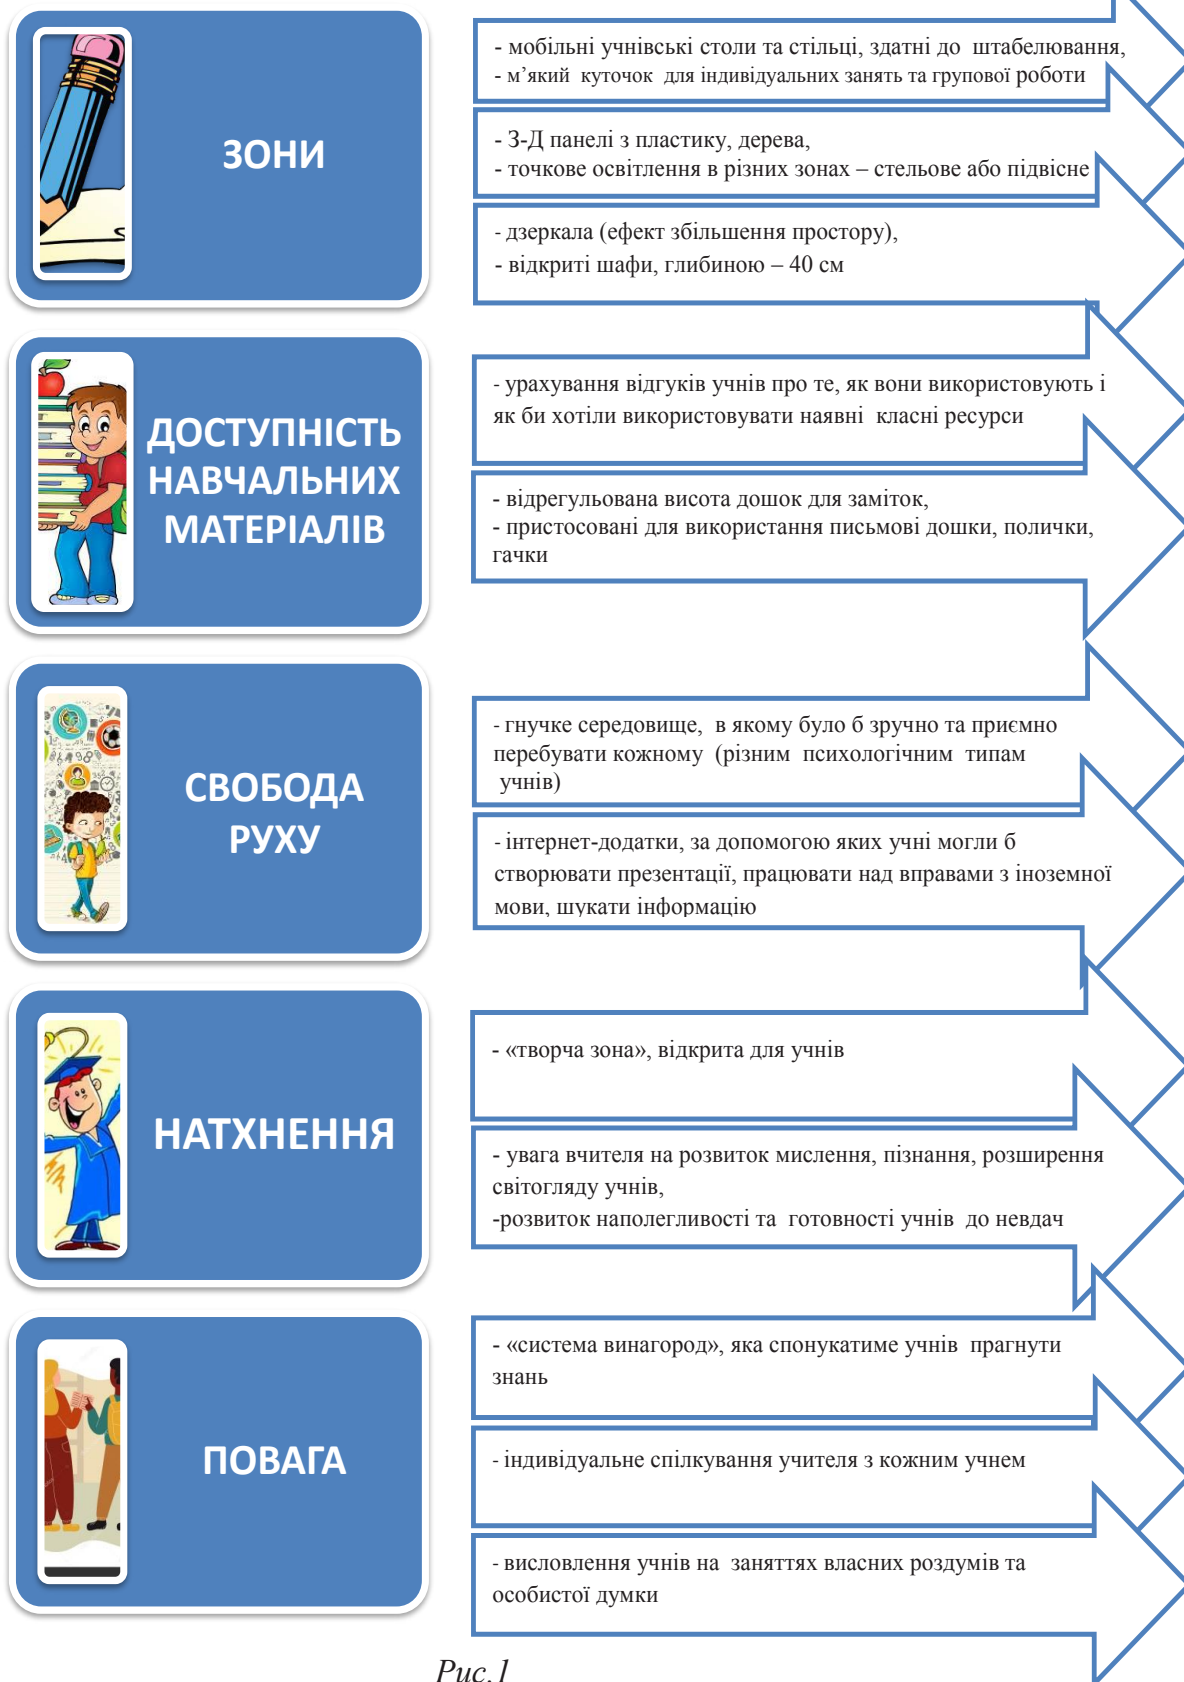 ЗОНИ
- мобільні учнівські столи та стільці, здатні до штабелювання,
- м’який куточок для індивідуальних занять та групової роботи
- З-Д панелі з пластику, дерева,
- точкове освітлення в різних зонах – стельове або підвісне
- дзеркала (ефект збільшення простору),
- відкриті шафи, глибиною – 40 см
ДОСТУПНІСТЬ
НАВЧАЛЬНИХ
МАТЕРІАЛІВ
- урахування відгуків учнів про те, як вони використовують і
як би хотіли використовувати наявні класні ресурси
- відрегульована висота дошок для заміток,
- пристосовані для використання письмові дошки, полички,
гачки
СВОБОДА
РУХУ
- гнучке середовище, в якому було б зручно та приємно
перебувати кожному (різним психологічним типам
учнів)
- інтернет-додатки, за допомогою яких учні могли б
створювати презентації, працювати над вправами з іноземної
мови, шукати інформацію
НАТХНЕННЯ
- «творча зона», відкрита для учнів
- увага вчителя на розвиток мислення, пізнання, розширення
світогляду учнів,
-розвиток наполегливості та готовності учнів до невдач
ПОВАГА
- «система винагород», яка спонукатиме учнів прагнути
знань
- індивідуальне спілкування учителя з кожним учнем
- висловлення учнів на заняттях власних роздумів та
особистої думки
Рис.1